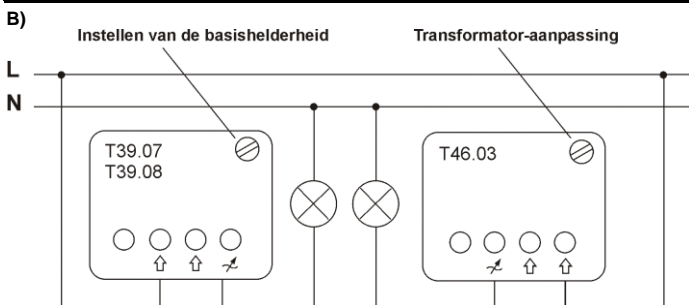 B)
Instellen van de basishelderheid
Transformator-aanpassing
L
N
T39.07
T39.08
T46.03